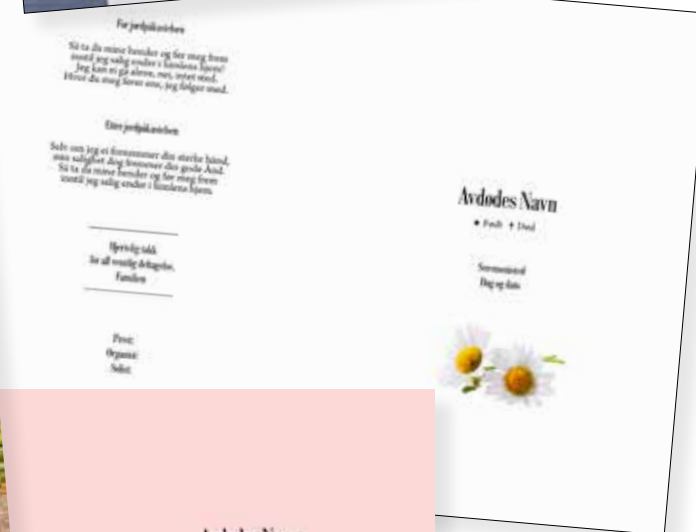 Før jordpåkastelsen
Så ta da mine hender og før meg frem
inntil jeg salig ender i himlens hjem!
Jeg kan ei gå alene, nei, intet sted.
Hvor du meg fører ene, jeg følger med.
Etter jordpåkastelsen
Selv om jeg ei fornemmer din sterke hånd,
min salighet dog fremmer din gode Ånd.
Så ta da mine hender og før meg frem
inntil jeg salig ender i himlens hjem.
Hjertelig takk
for all vennlig deltagelse.
Familien
Prest:
Organist:
Solist:
Avdødes Navn
* Født † Død
Seremonisted
Dag og dato